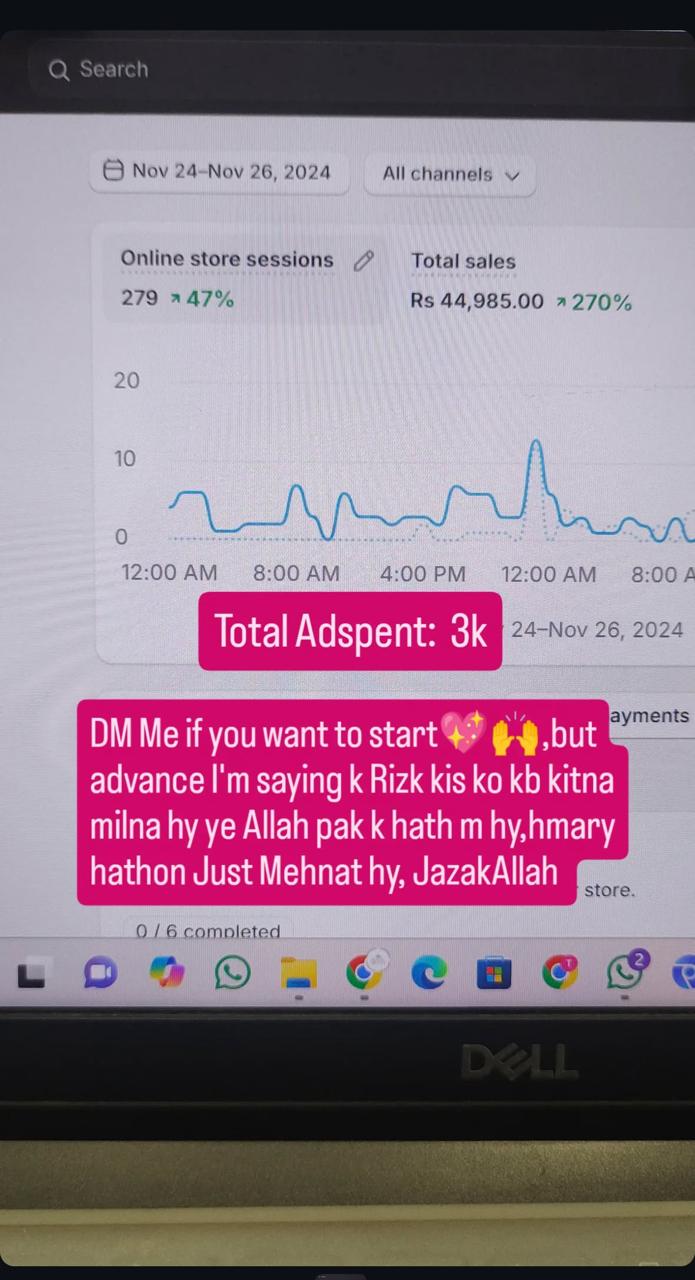 Search
Nov 24–Nov 26, 2024
All channels
Online store sessions
279 ↗ 47%
Total sales
Rs 44,985.00 ↗ 270%
20
10
0
12:00 AM 8:00 AM 4:00 PM 12:00 AM 8:00 A
Total Adspent: 3k
24–Nov 26, 2024
ayments
DM Me if you want to start💖🙌,but
advance I'm saying k Rizk kis ko kb kitna
milna hy ye Allah pak k hath m hy,hmary
hathon Just Mehnat hy, JazakAllah
store.
0 / 6 completed
2
DELL